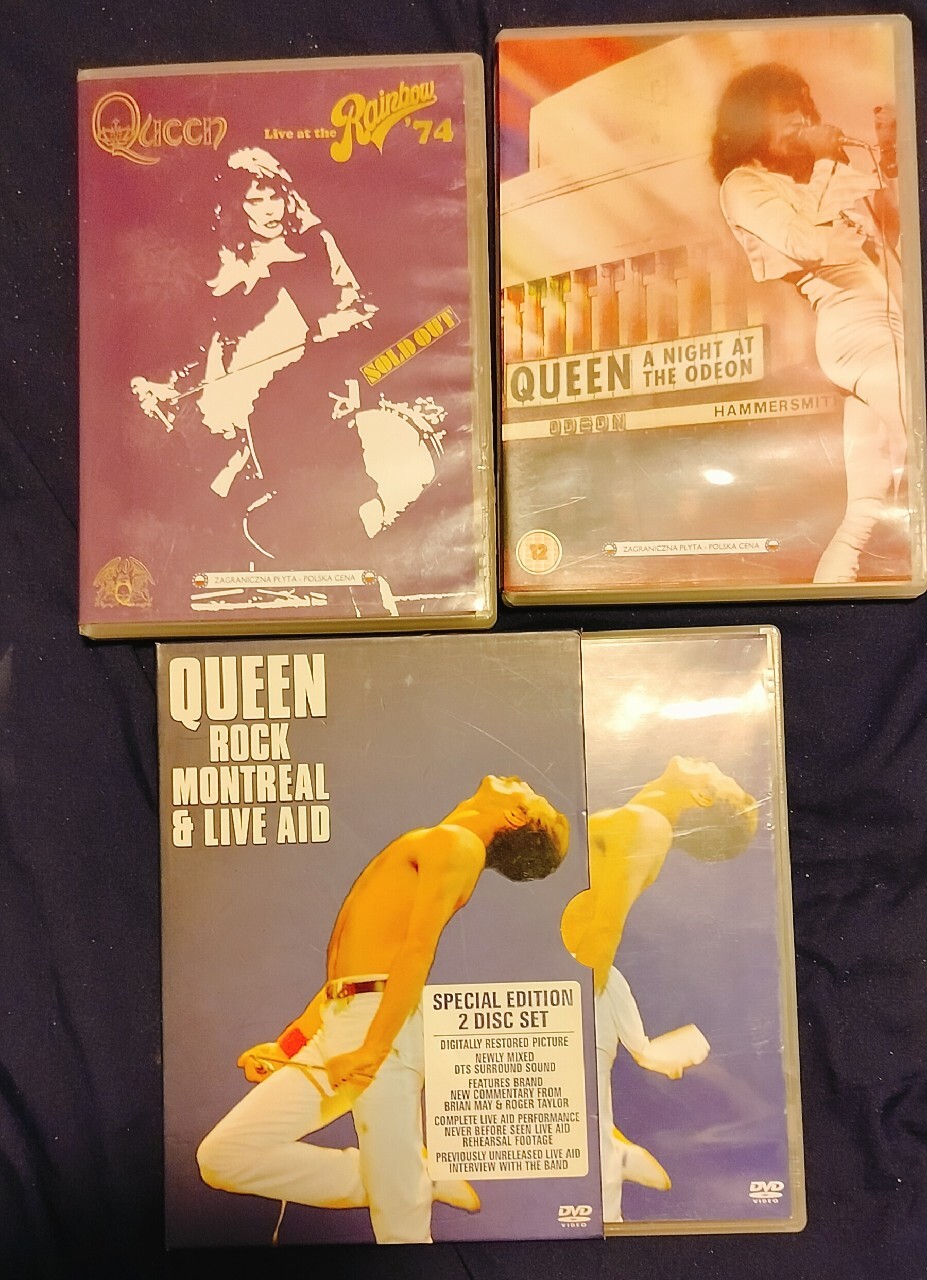 QUEEN
Live at the Rainbow '74
SOLD OUT
ZAGRANICZNA PŁYTA - POLSKA CENA
QUEEN
A NIGHT AT
THE ODEON
ODEON
HAMMERSMIT
12
ZAGRANICZNA PŁYTA - POLSKA CENA
QUEEN
ROCK
MONTREAL
& LIVE AID
SPECIAL EDITION
2 DISC SET
DIGITALLY RESTORED PICTURE
NEWLY MIXED
DTS SURROUND SOUND
FEATURES BRAND
NEW COMMENTARY FROM
BRIAN MAY & ROGER TAYLOR
COMPLETE LIVE AID PERFORMANCE
NEVER BEFORE SEEN LIVE AID
REHEARSAL FOOTAGE
PREVIOUSLY UNRELEASED LIVE AID
INTERVIEW WITH THE BAND
DVD
VIDEO
DVD
VIDEO